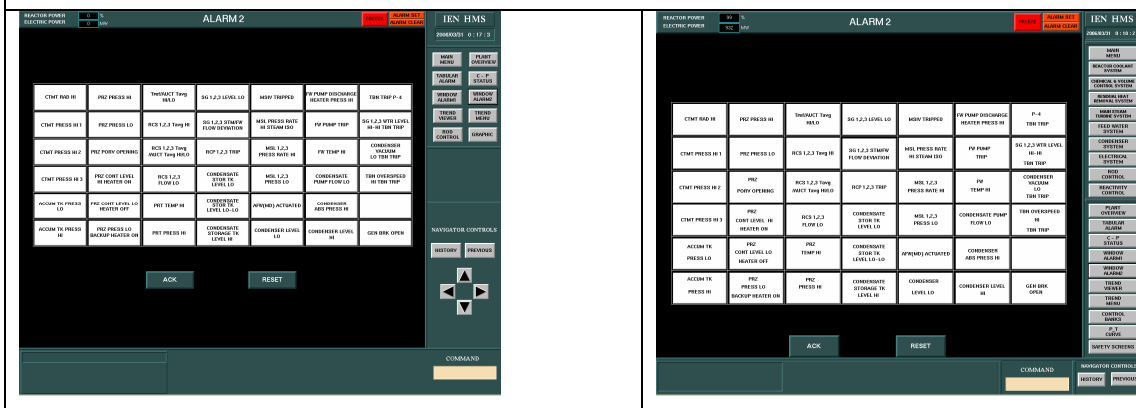 REACTOR POWER 0 %
ELECTRIC POWER 0 MW
ALARM 2
FREEZE
ALARM SET
ALARM CLEAR
IEN HMS
2006/03/31 0 : 17 : 3
MAIN MENU
PLANT OVERVIEW
TABULAR ALARM
C - P STATUS
WINDOW ALARM1
WINDOW ALARM2
TREND VIEWER
TREND MENU
ROD CONTROL
GRAPHIC
CTMT RAD HI
PRZ PRESS HI
Tref/AUCT Tavg HI/LO
SG 1,2,3 LEVEL LO
MSIV TRIPPED
FW PUMP DISCHARGE HEATER PRESS HI
TBN TRIP P-4
CTMT PRESS HI 1
PRZ PRESS LO
RCS 1,2,3 Tavg HI
SG 1,2,3 STM/FW FLOW DEVIATION
MSL PRESS RATE HI STEAM ISO
FW PUMP TRIP
SG 1,2,3 WTR LEVEL HI-HI TBN TRIP
CTMT PRESS HI 2
PRZ PORV OPENING
RCS 1,2,3 Tavg /AUCT Tavg HI/LO
RCP 1,2,3 TRIP
MSL 1,2,3 PRESS RATE HI
FW TEMP HI
CONDENSER VACUUM LO TBN TRIP
CTMT PRESS HI 3
PRZ CONT LEVEL HI HEATER ON
RCS 1,2,3 FLOW LO
CONDENSATE STOR TK LEVEL LO
MSL 1,2,3 PRESS LO
CONDENSATE PUMP FLOW LO
TBN OVERSPEED HI TBN TRIP
ACCUM TK PRESS LO
PRZ CONT LEVEL LO HEATER OFF
PRT TEMP HI
CONDENSATE STOR TK LEVEL LO-LO
AFW(MD) ACTUATED
CONDENSER ABS PRESS HI
ACCUM TK PRESS HI
PRZ PRESS LO BACKUP HEATER ON
PRT PRESS HI
CONDENSATE STORAGE TK LEVEL HI
CONDENSER LEVEL LO
CONDENSER LEVEL HI
GEN BRK OPEN
ACK
RESET
NAVIGATOR CONTROLS
HISTORY
PREVIOUS
COMMAND
REACTOR POWER 99 %
ELECTRIC POWER 932 MW
ALARM 2
FREEZE
ALARM SET
ALARM CLEAR
IEN HMS
MAIN MENU
REACTOR COOLANT SYSTEM
CHEMICAL & VOLUME CONTROL SYSTEM
RESIDUAL HEAT REMOVAL SYSTEM
MAIN STEAM TURBINE SYSTEM
FEED WATER SYSTEM
CONDENSER SYSTEM
ELECTRICAL SYSTEM
ROD CONTROL
REACTIVITY CONTROL
PLANT OVERVIEW
TABULAR ALARM
C - P STATUS
WINDOW ALARM1
WINDOW ALARM2
TREND VIEWER
TREND MENU
CONTROL BANKS
P_T CURVE
SAFETY SCREENS
CTMT RAD HI
PRZ PRESS HI
Tref/AUCT Tavg HI/LO
SG 1,2,3 LEVEL LO
MSIV TRIPPED
FW PUMP DISCHARGE HEATER PRESS HI
P-4 TBN TRIP
CTMT PRESS HI 1
PRZ PRESS LO
RCS 1,2,3 Tavg HI
SG 1,2,3 STM/FW FLOW DEVIATION
MSL PRESS RATE HI STEAM ISO
FW PUMP TRIP
SG 1,2,3 WTR LEVEL HI-HI TBN TRIP
CTMT PRESS HI 2
PRZ PORV OPENING
RCS 1,2,3 Tavg /AUCT Tavg HI/LO
RCP 1,2,3 TRIP
MSL 1,2,3 PRESS RATE HI
FW TEMP HI
CONDENSER VACUUM LO TBN TRIP
CTMT PRESS HI 3
PRZ CONT LEVEL HI HEATER ON
RCS 1,2,3 FLOW LO
CONDENSATE STOR TK LEVEL LO
MSL 1,2,3 PRESS LO
CONDENSATE PUMP FLOW LO
TBN OVERSPEED HI TBN TRIP
ACCUM TK PRESS LO
PRZ CONT LEVEL LO HEATER OFF
PRZ TEMP HI
CONDENSATE STOR TK LEVEL LO-LO
AFW(MD) ACTUATED
CONDENSER ABS PRESS HI
ACCUM TK PRESS HI
PRZ PRESS LO BACKUP HEATER ON
PRZ PRESS HI
CONDENSATE STORAGE TK LEVEL HI
CONDENSER LEVEL LO
CONDENSER LEVEL HI
GEN BRK OPEN
ACK
RESET
COMMAND
NAVIGATOR CONTROLS
HISTORY
PREVIOUS